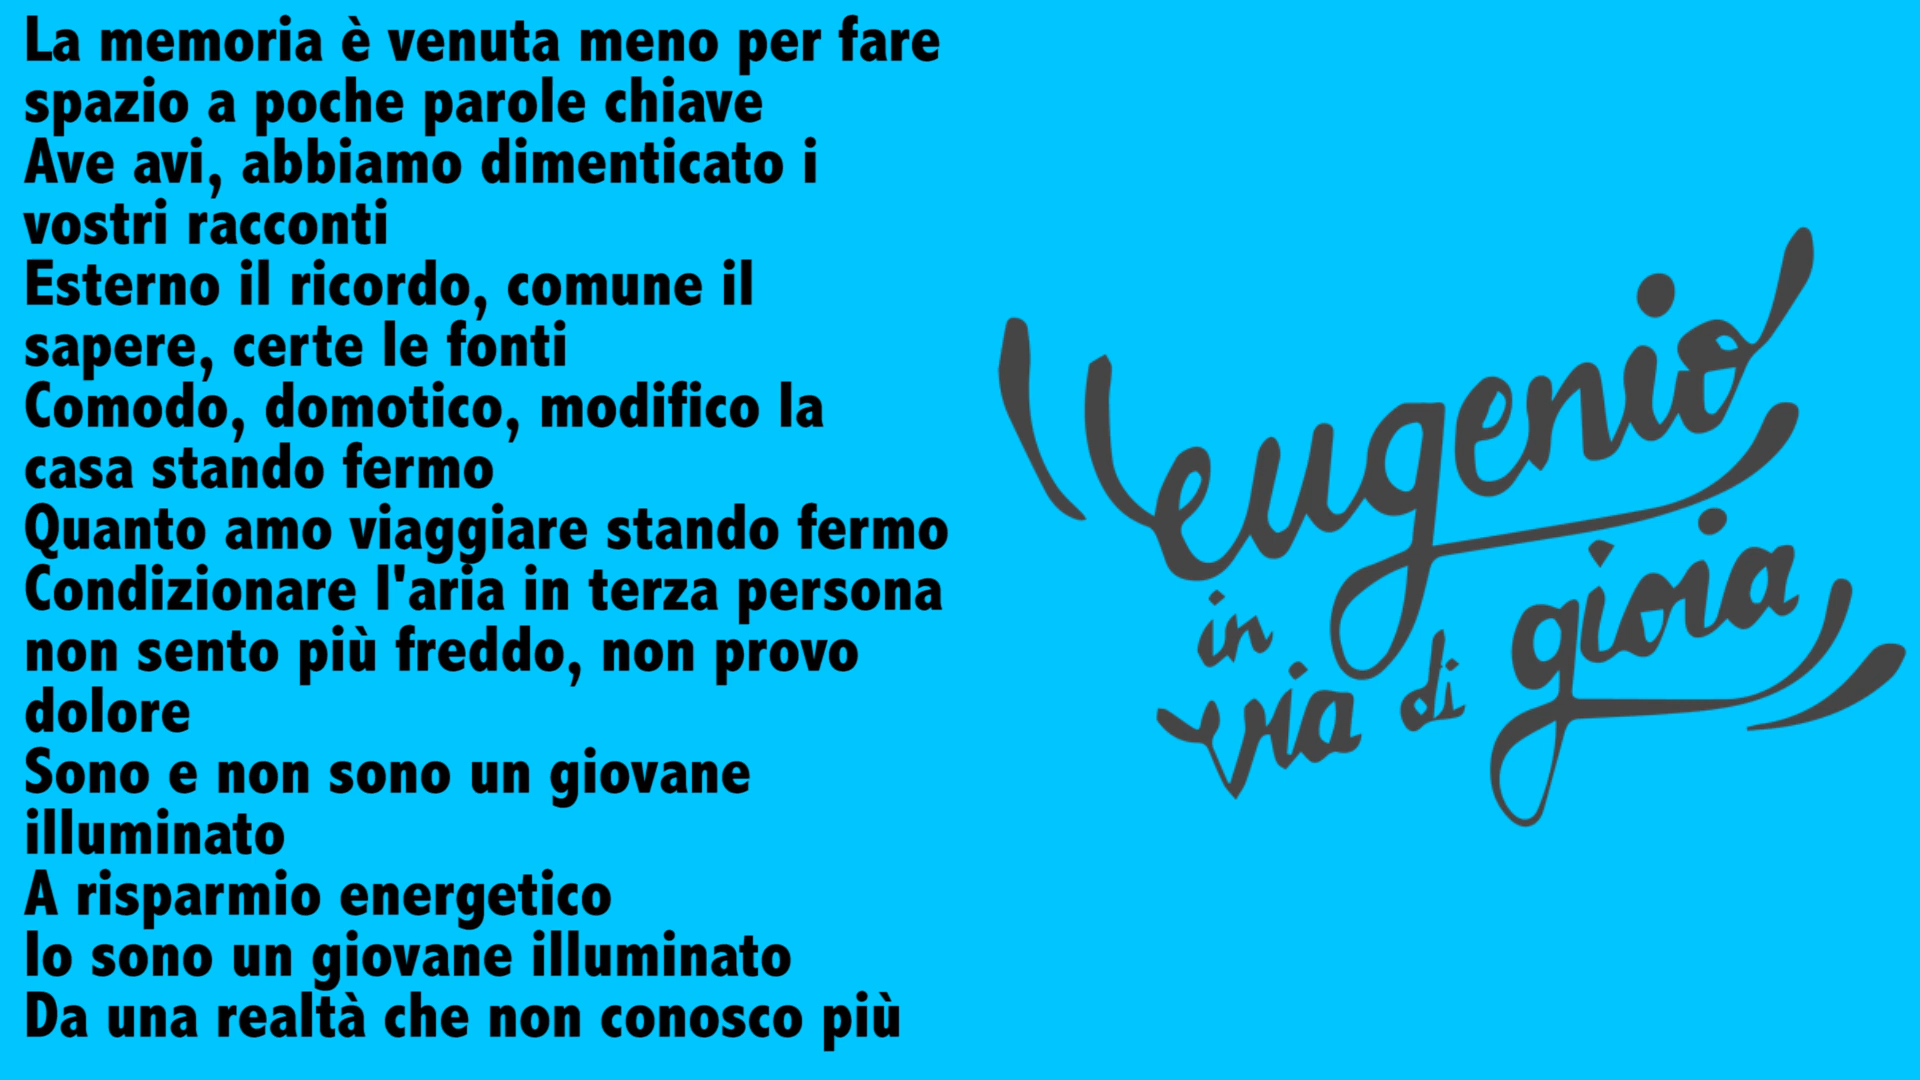 La memoria è venuta meno per fare
spazio a poche parole chiave
Ave avi, abbiamo dimenticato i
vostri racconti
Esterno il ricordo, comune il
sapere, certe le fonti
Comodo, domotico, modifico la
casa stando fermo
Quanto amo viaggiare stando fermo
Condizionare l'aria in terza persona
non sento più freddo, non provo
dolore
Sono e non sono un giovane
illuminato
A risparmio energetico
Io sono un giovane illuminato
Da una realtà che non conosco più
eugenio
in
via di gioia